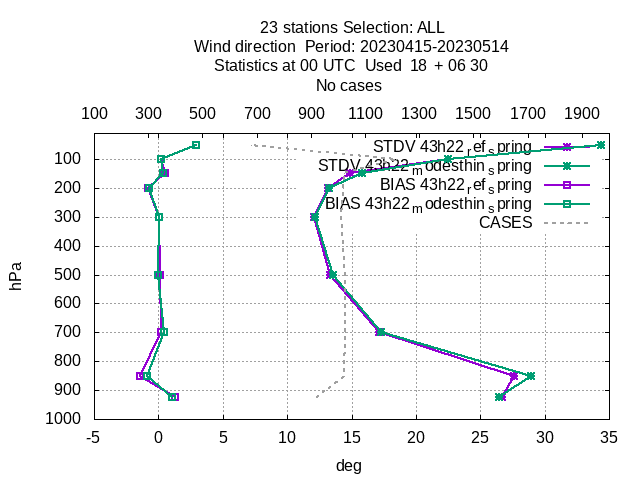 23 stations Selection: ALL
Wind direction  Period: 20230415-20230514
Statistics at 00 UTC  Used  18  + 06 30
No cases
100 300 500 700 900 1100 1300 1500 1700 1900
STDV 43h22_ref_spring
STDV 43h22_modesthin_spring
BIAS 43h22_ref_spring
BIAS 43h22_modesthin_spring
CASES
100
200
300
400
500
600
700
800
900
1000
hPa
-5 0 5 10 15 20 25 30 35
deg